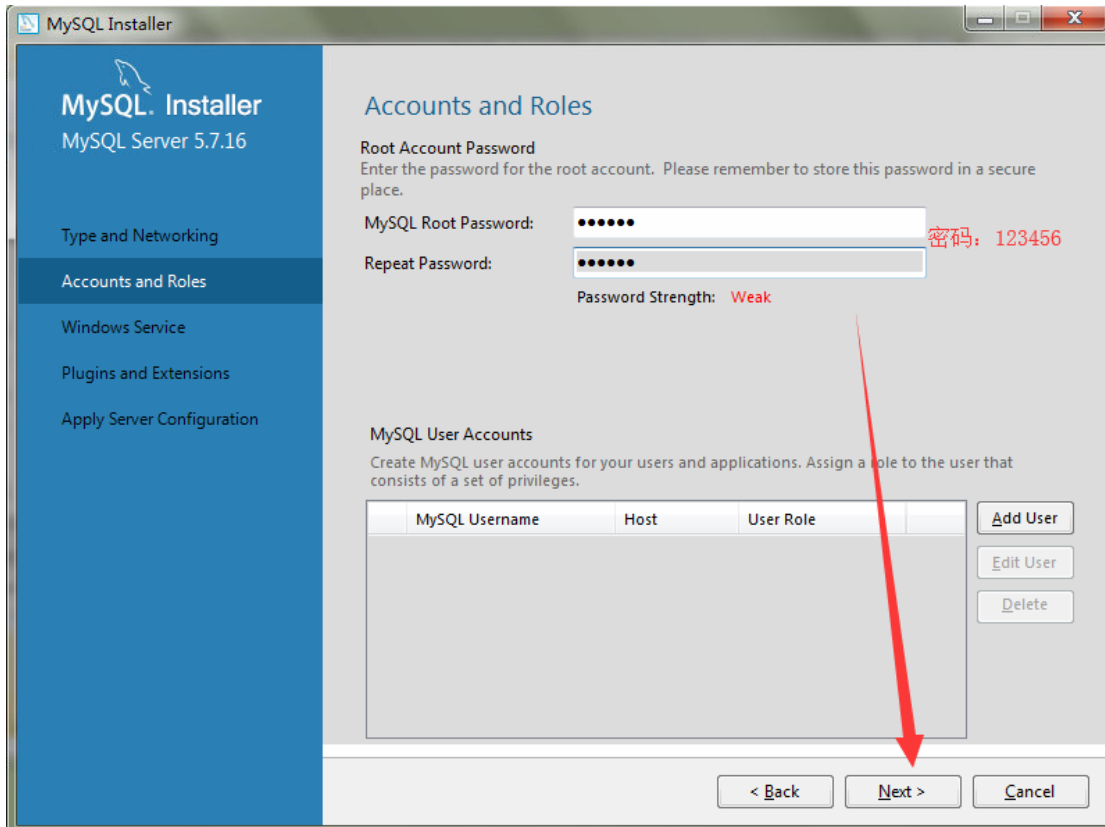 MySQL Installer
MySQL. Installer
MySQL Server 5.7.16
Type and Networking
Accounts and Roles
Windows Service
Plugins and Extensions
Apply Server Configuration
Accounts and Roles
Root Account Password
Enter the password for the root account. Please remember to store this password in a secure
place.
MySQL Root Password: ●●●●●●
密码：123456
Repeat Password: ●●●●●●
Password Strength: Weak
MySQL User Accounts
Create MySQL user accounts for your users and applications. Assign a role to the user that
consists of a set of privileges.
MySQL Username Host User Role
Add User
Edit User
Delete
< Back Next > Cancel